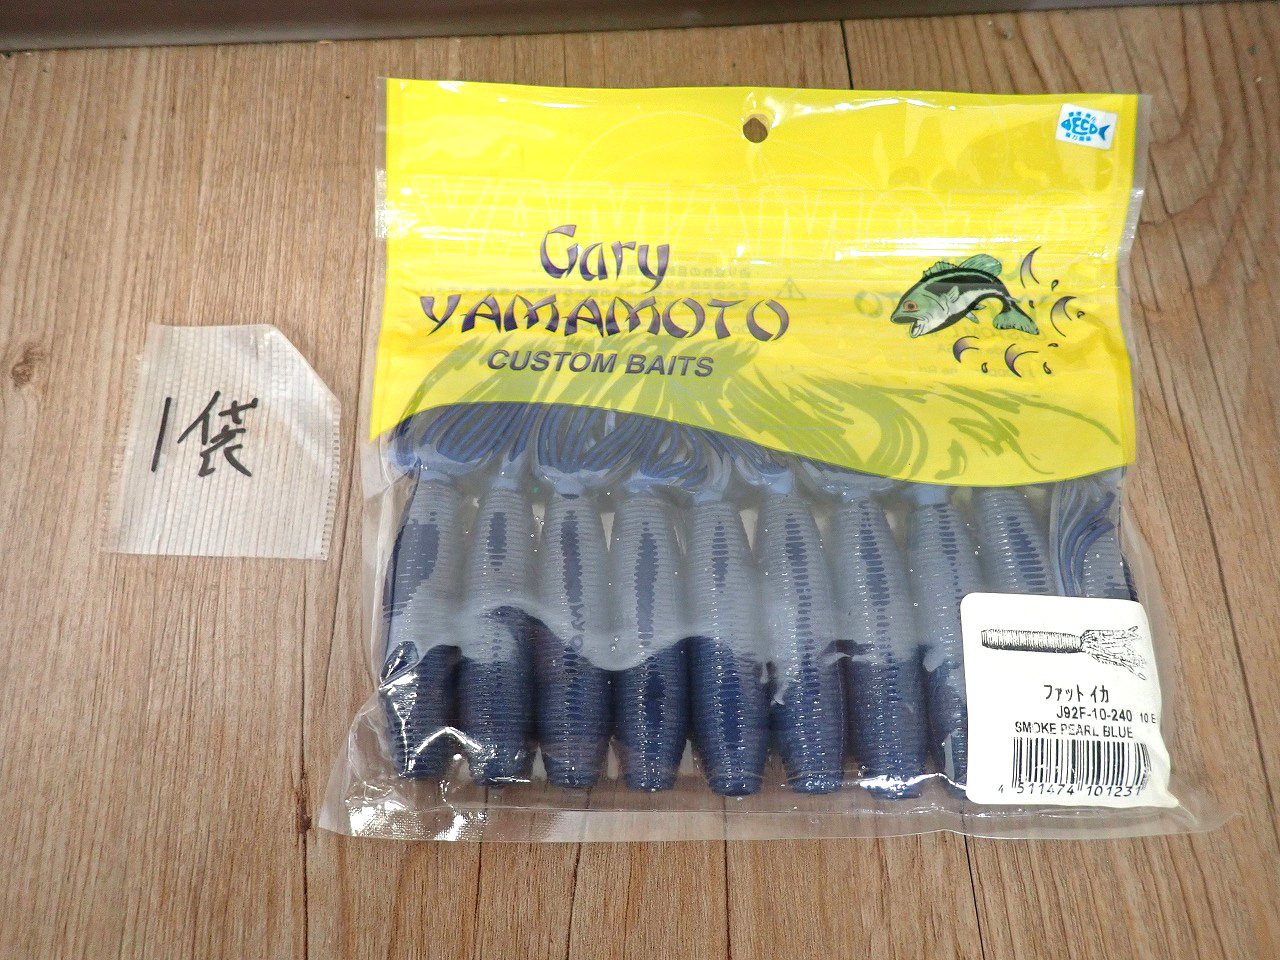 1袋
ECO
Gary
YAMAMOTO
CUSTOM BAITS
ファット イカ
J92F-10-240 10 E
SMOKE PEARL BLUE
4 511474 101231